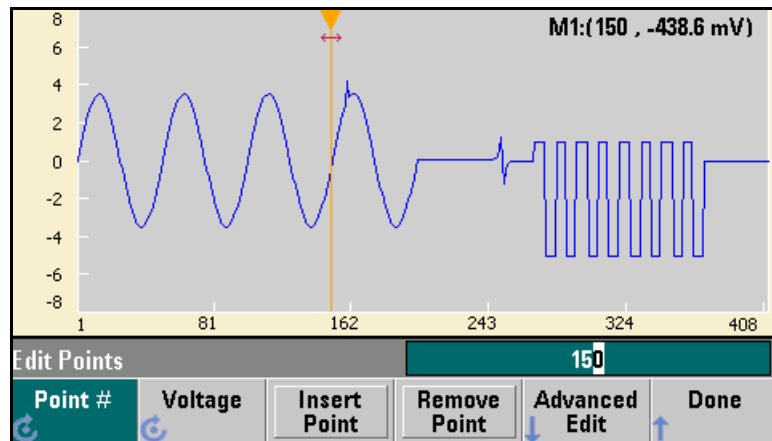 M1:(150 , -438.6 mV)
8
6
4
2
0
-2
-4
-6
-8
1 81 162 243 324 408
Edit Points 150
Point # Voltage Insert Point Remove Point Advanced Edit Done